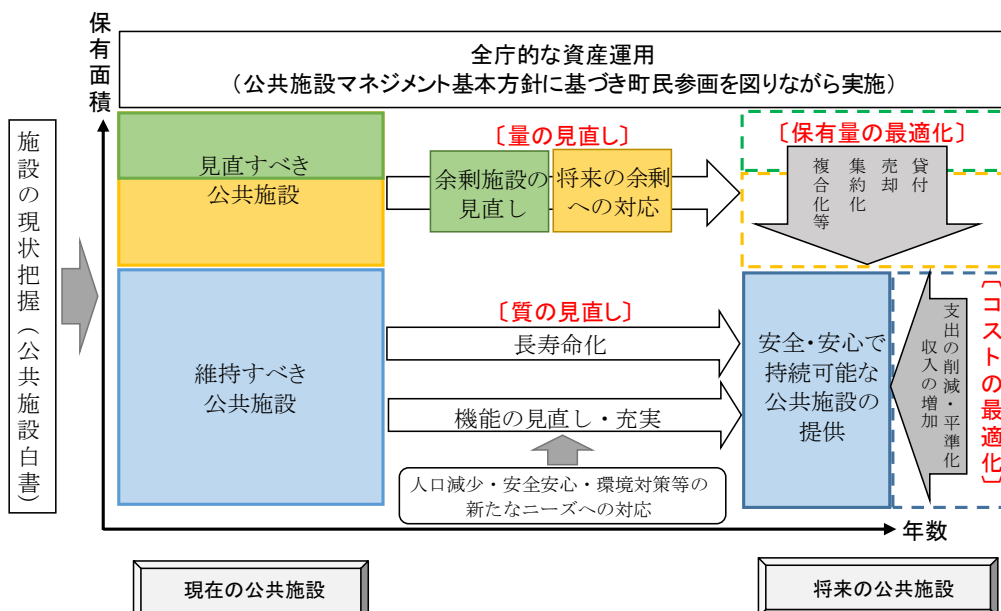 保有面積
全庁的な資産運用
（公共施設マネジメント基本方針に基づき町民参画を図りながら実施）
施設の現状把握（公共施設白書）
見直すべき
公共施設
〔量の見直し〕
余剰施設の
見直し
将来の余剰
への対応
〔保有量の最適化〕
貸付
売却
集約化
複合化等
維持すべき
公共施設
〔質の見直し〕
長寿命化
機能の見直し・充実
人口減少・安全安心・環境対策等の
新たなニーズへの対応
安全・安心で
持続可能な
公共施設の
提供
支出の削減・平準化
収入の増加
〔コストの最適化〕
年数
現在の公共施設
将来の公共施設